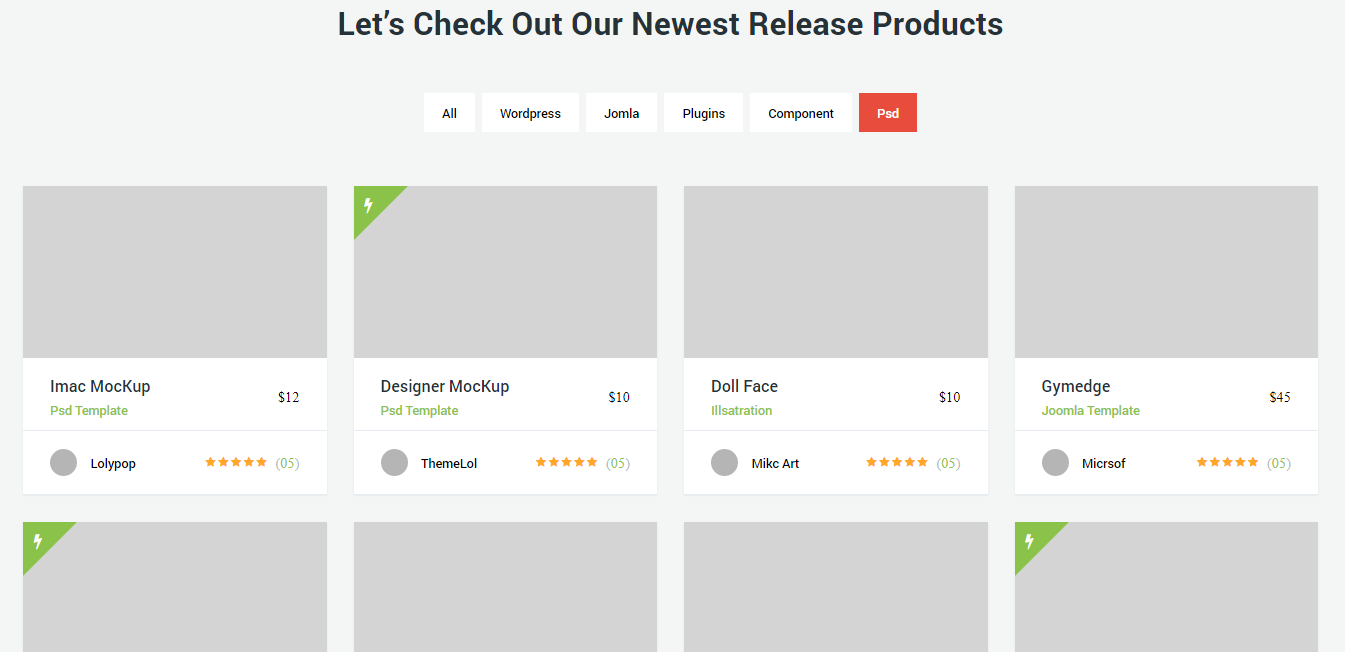 Let’s Check Out Our Newest Release Products
All Wordpress Jomla Plugins Component Psd
Imac MocKup
Psd Template
$12
Lolypop
(05)
Designer MocKup
Psd Template
$10
ThemeLol
(05)
Doll Face
Illsatration
$10
Mikc Art
(05)
Gymedge
Joomla Template
$45
Micrsof
(05)